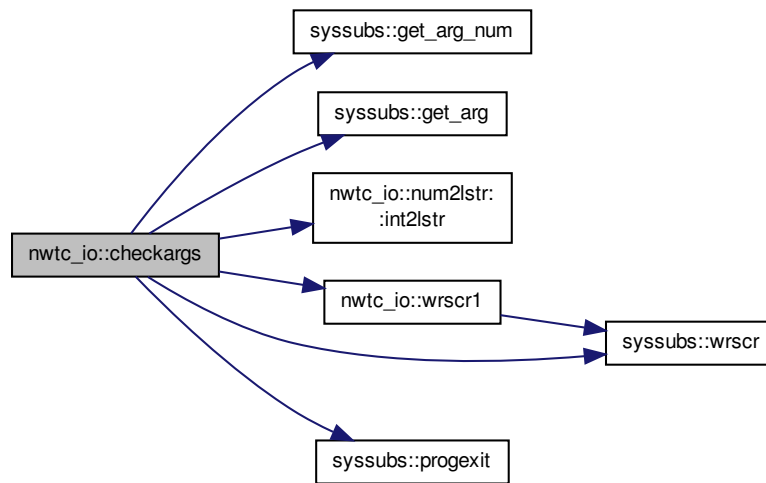 syssubs::get_arg_num
syssubs::get_arg
nwtc_io::num2lstr:
:int2lstr
nwtc_io::checkargs
nwtc_io::wrscr1
syssubs::wrscr
syssubs::progexit